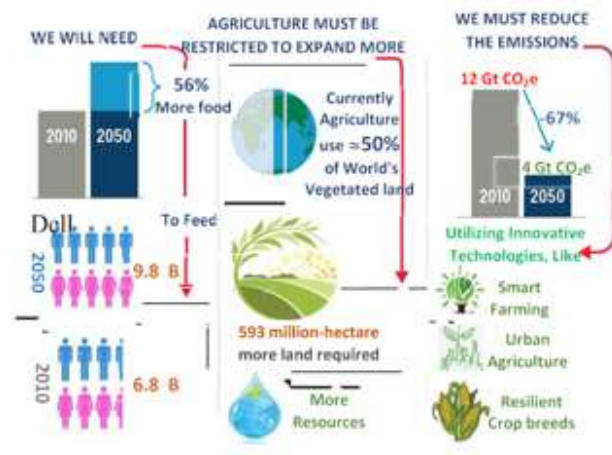 WE WILL NEED
56%
More food
2010
2050
Dull
To Feed
2050
9.8 B
2010
6.8 B
AGRICULTURE MUST BE
RESTRICTED TO EXPAND MORE
Currently
Agriculture
use ≈50%
of World's
Vegetated land
593 million-hectare
more land required
More
Resources
WE MUST REDUCE
THE EMISSIONS
12 Gt CO₂e
-67%
4 Gt CO₂e
2010
2050
Utilizing Innovative
Technologies, Like
Smart
Farming
Urban
Agriculture
Resilient
Crop breeds